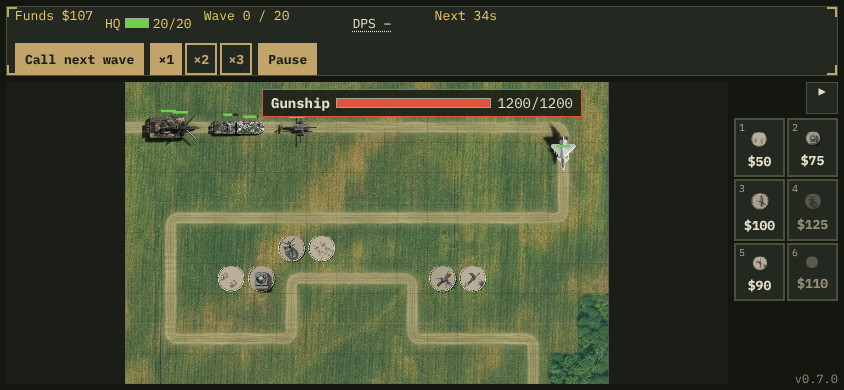 Funds $107
HQ 20/20
Wave 0 / 20
DPS –
Next 34s
Call next wave
×1
×2
×3
Pause
Gunship 1200/1200
1
$50
2
$75
3
$100
4
$125
5
$90
6
$110
v0.7.0